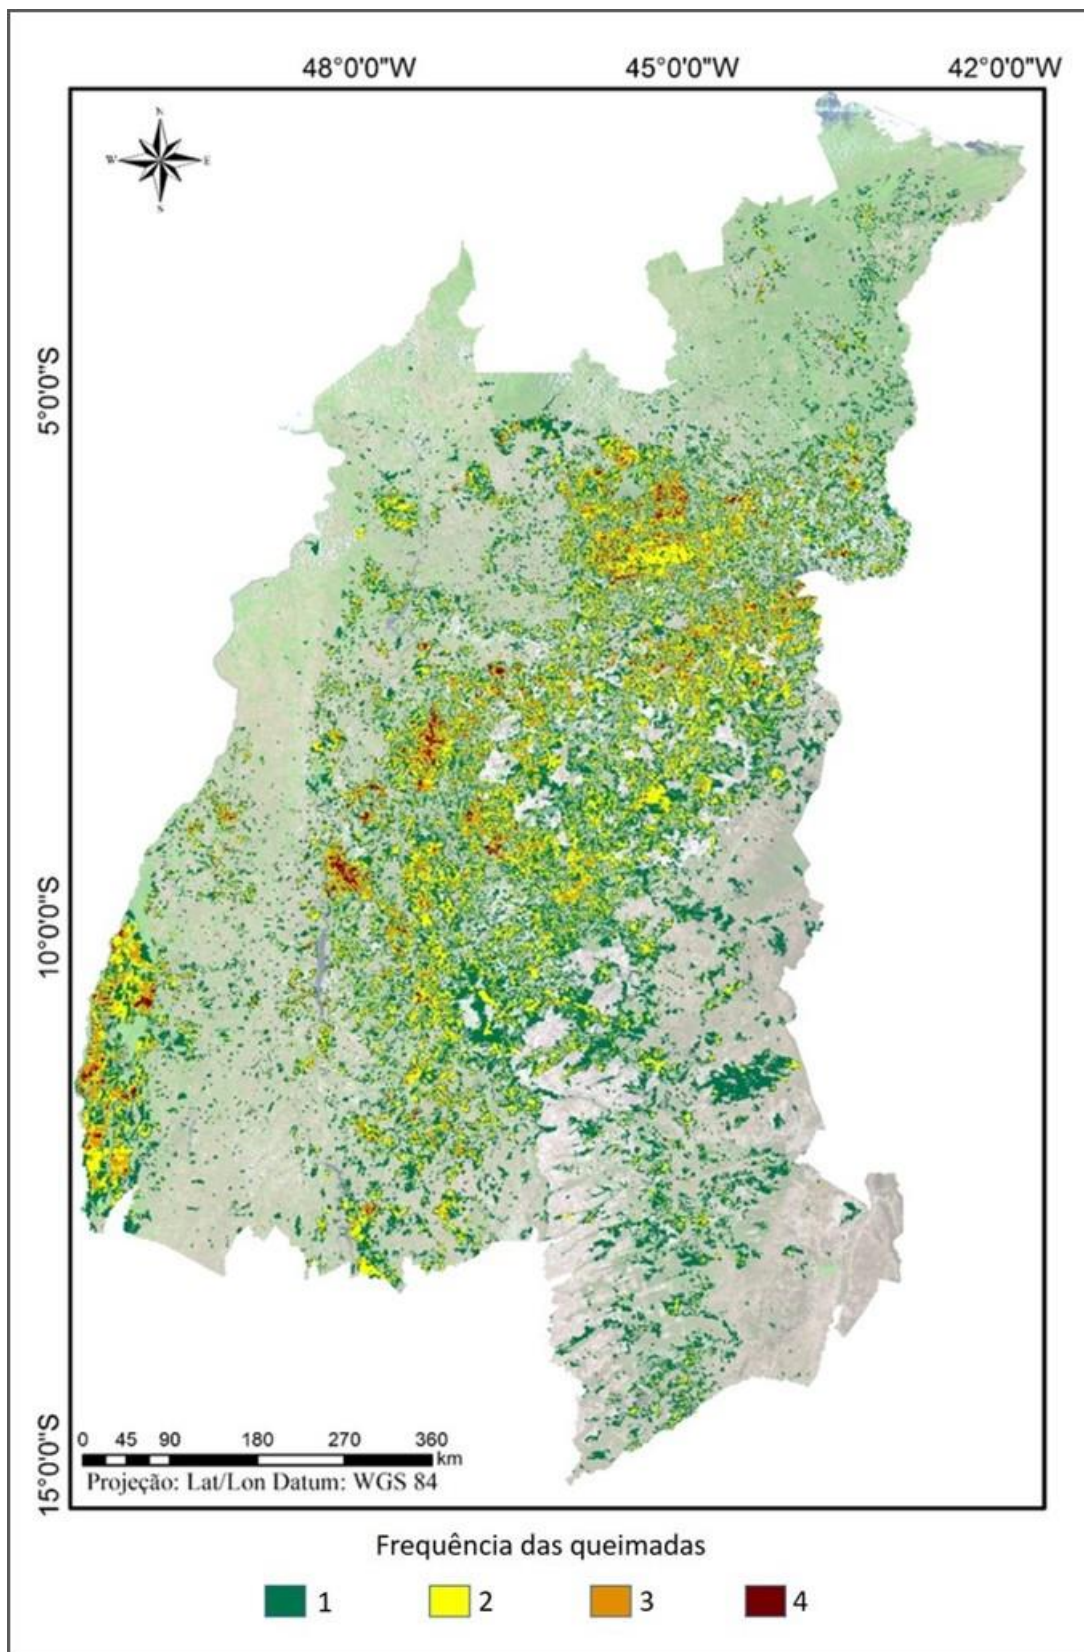 48°0'0"W 45°0'0"W 42°0'0"W
N
W E
S
5°0'0"S
10°0'0"S
15°0'0"S
0 45 90 180 270 360
km
Projeção: Lat/Lon Datum: WGS 84
Frequência das queimadas
1 2 3 4